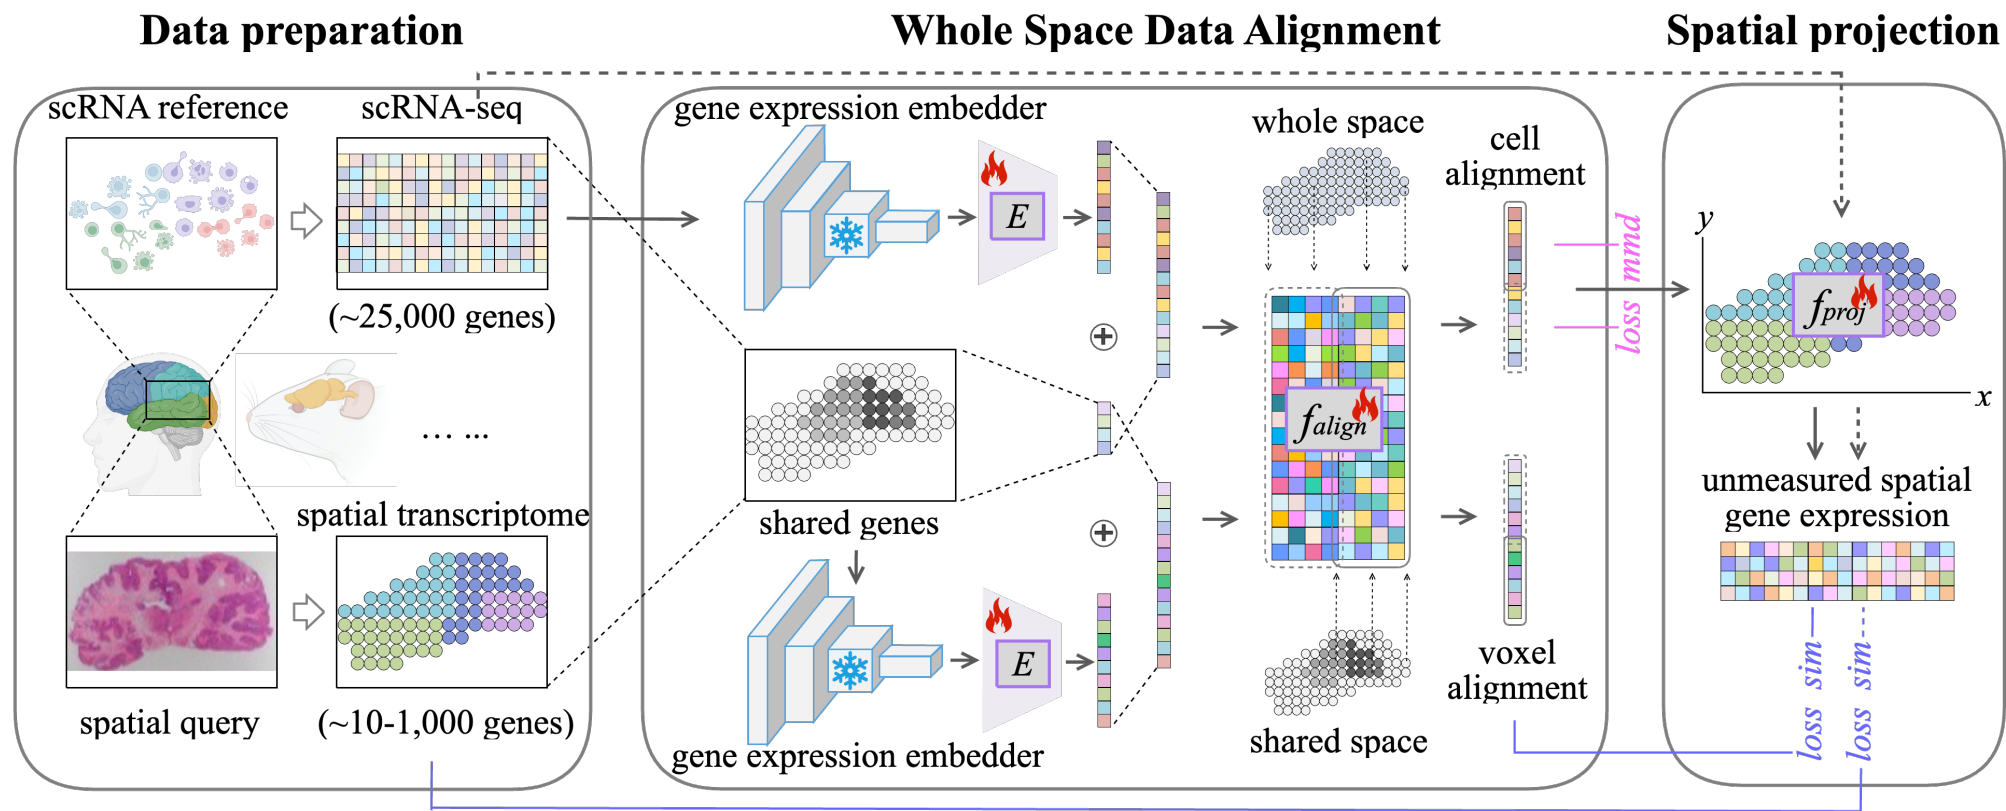 Data preparation
Whole Space Data Alignment
Spatial projection
scRNA reference
scRNA-seq
(~25,000 genes)
... ...
spatial transcriptome
spatial query
(~10-1,000 genes)
gene expression embedder
E
shared genes
gene expression embedder
E
whole space
f align
shared space
cell
alignment
voxel
alignment
loss mmd
y
f proj
x
unmeasured spatial
gene expression
loss sim
loss sim